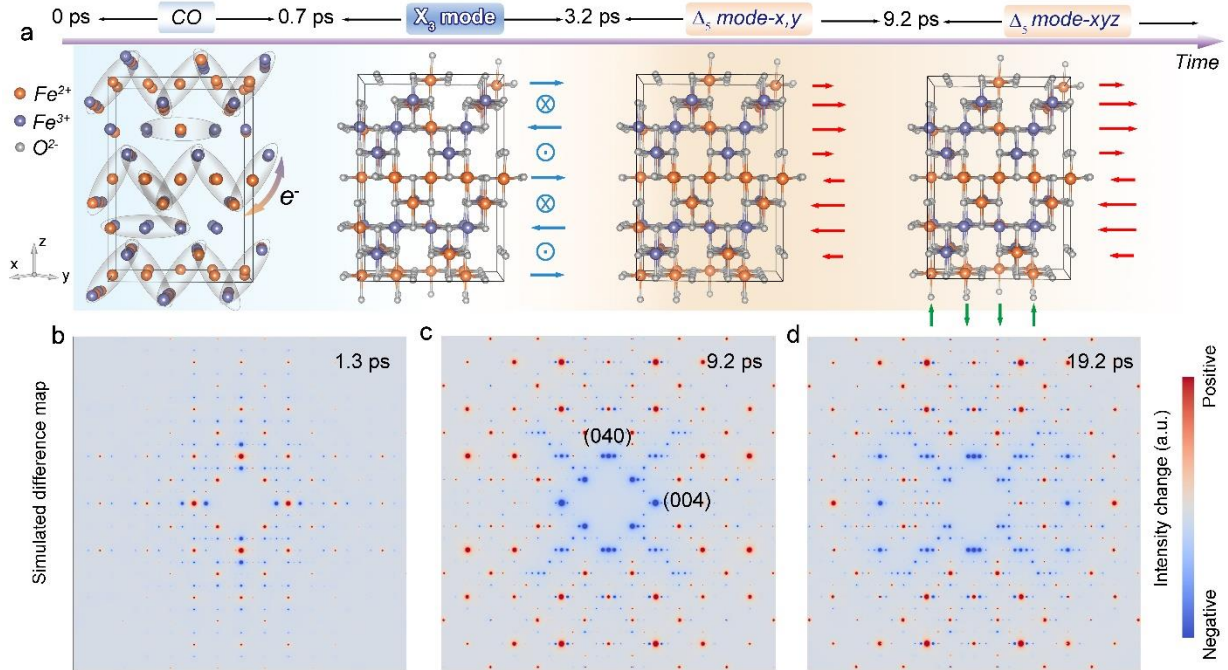 0 ps CO 0.7 ps X₃ mode 3.2 ps Δ₅ mode-x,y 9.2 ps Δ₅ mode-xyz
Time
a
Fe²⁺
Fe³⁺
O²⁻
e⁻
z
x y
b 1.3 ps
c 9.2 ps
d 19.2 ps
Simulated difference map
(040)
(004)
Positive
Intensity change (a.u.)
Negative